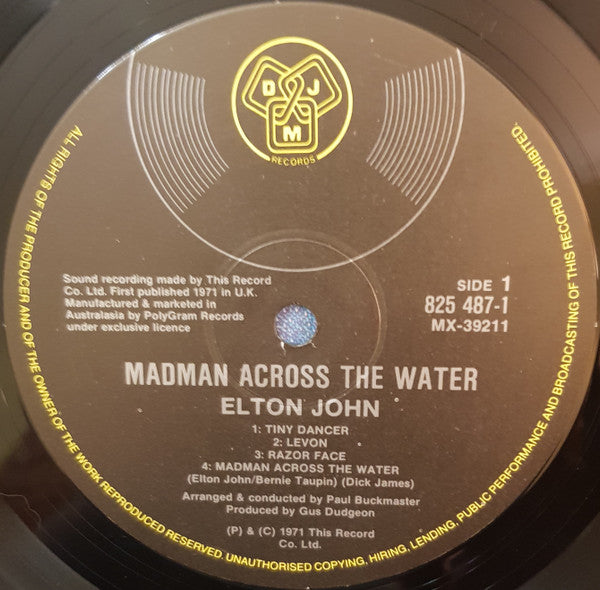 D J
M
RECORDS
Sound recording made by This Record
Co. Ltd. First published 1971 in U.K.
Manufactured & marketed in
Australasia by PolyGram Records
under exclusive licence
SIDE 1
825 487-1
MX-39211
MADMAN ACROSS THE WATER
ELTON JOHN
1: TINY DANCER
2: LEVON
3: RAZOR FACE
4: MADMAN ACROSS THE WATER
(Elton John/Bernie Taupin) (Dick James)
Arranged & conducted by Paul Buckmaster
Produced by Gus Dudgeon
(P) & (C) 1971 This Record
Co. Ltd.
ALL RIGHTS OF THE PRODUCER AND OF THE OWNER OF THE WORK REPRODUCED RESERVED. UNAUTHORISED COPYING, HIRING, LENDING, PUBLIC PERFORMANCE AND BROADCASTING OF THIS RECORD PROHIBITED.